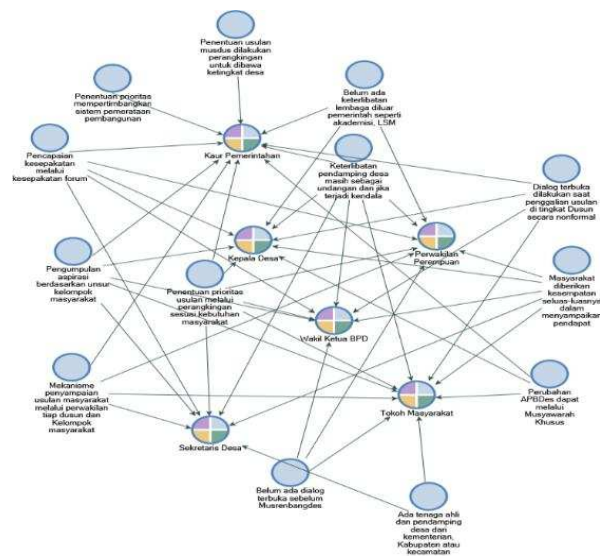 Penentuan usulan
musdus dilakukan
perangkingan
untuk dibawa
ketingkat desa
Penentuan prioritas
mempertimbangkan
sistem pemerataan
pembangunan
Belum ada
keterlibatan
lembaga diluar
pemerintah seperti
akademisi, LSM
Pencapaian
kesepakatan
melalui
kesepakatan forum
Kaur Pemerintahan
Keterlibatan
pendamping desa
masih sebagai
undangan dan jika
terjadi kendala
Dialog terbuka
dilakukan saat
penggalian usulan
di tingkat Dusun
secara nonformal
Kepala Desa
Perwakilan
Perempuan
Pengumpulan
aspirasi
berdasarkan unsur
kelompok
masyarakat
Penentuan prioritas
usulan melalui
perangkingan
sesuai kebutuhan
masyarakat
Masyarakat
diberikan
kesempatan
seluas-luasnya
dalam
menyampaikan
pendapat
Wakil Ketua BPD
Mekanisme
penyampaian
usulan masyarakat
melalui perwakilan
tiap dusun dan
Kelompok
masyarakat
Tokoh Masyarakat
Perubahan
APBDes dapat
melalui
Musyawarah
Khusus
Sekretaris Desa
Belum ada dialog
terbuka sebelum
Musrenbangdes
Ada tenaga ahli
dan pendamping
desa dari
kementerian,
Kabupaten atau
kecamatan